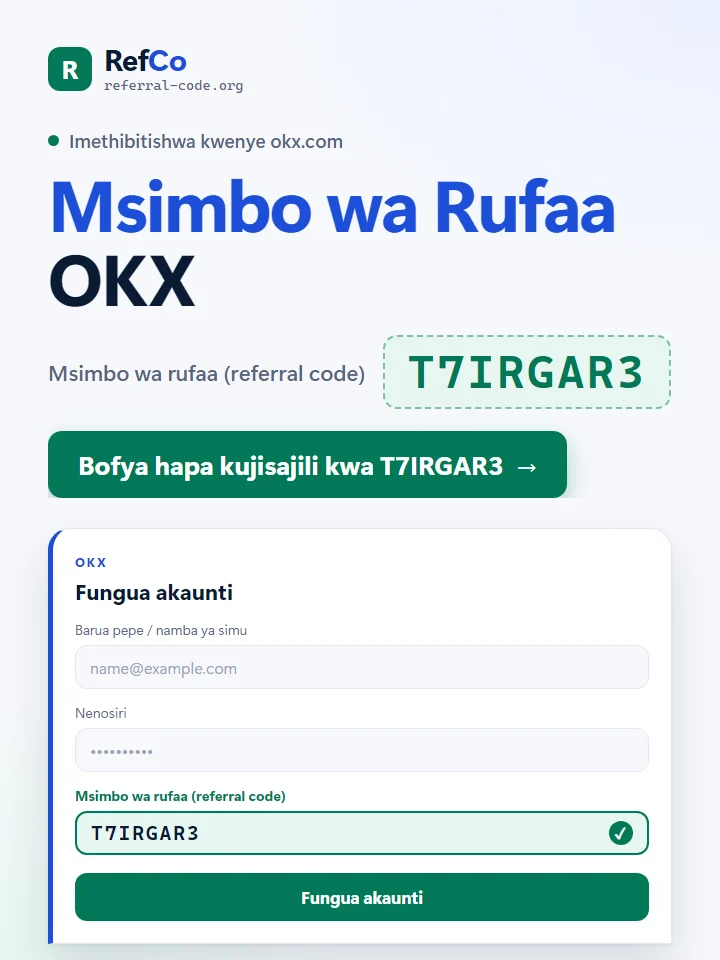 R
RefCo
referral-code.org
Imethibitishwa kwenye okx.com
Msimbo wa Rufaa
OKX
Msimbo wa rufaa (referral code)
T7IRGAR3
Bofya hapa kujisajili kwa T7IRGAR3 →
OKX
Fungua akaunti
Barua pepe / namba ya simu
name@example.com
Nenosiri
••••••••••
Msimbo wa rufaa (referral code)
T7IRGAR3
Fungua akaunti